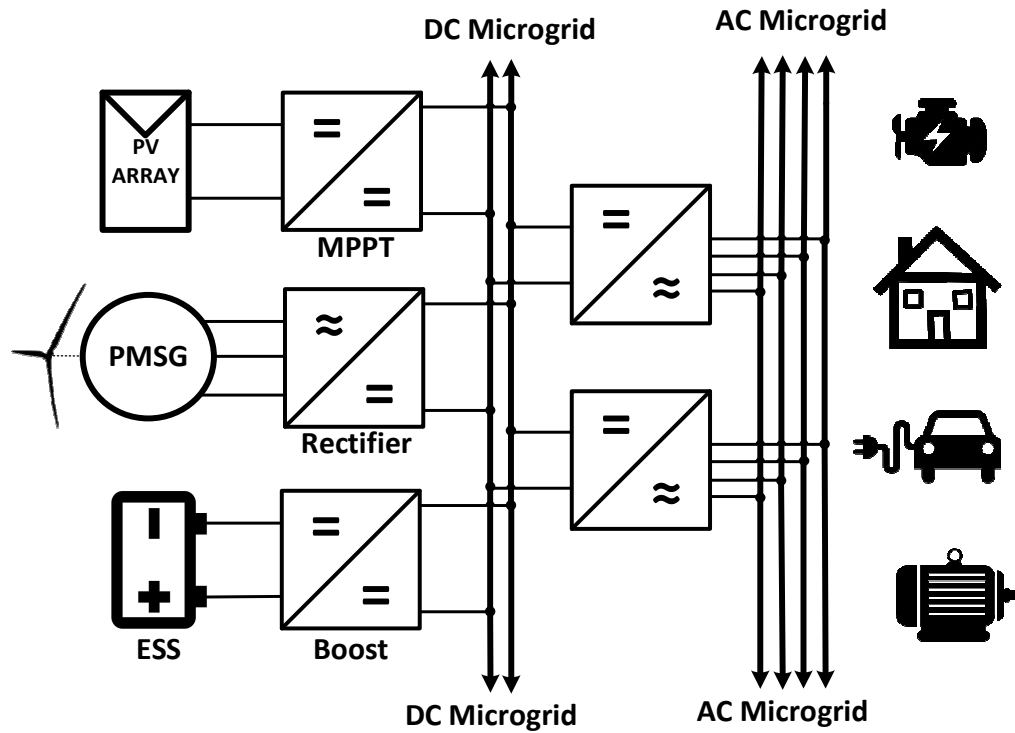 DC Microgrid
AC Microgrid
PV
ARRAY
=
=
MPPT
=
≈
PMSG
≈
=
Rectifier
=
≈
ESS
=
=
Boost
DC Microgrid
AC Microgrid